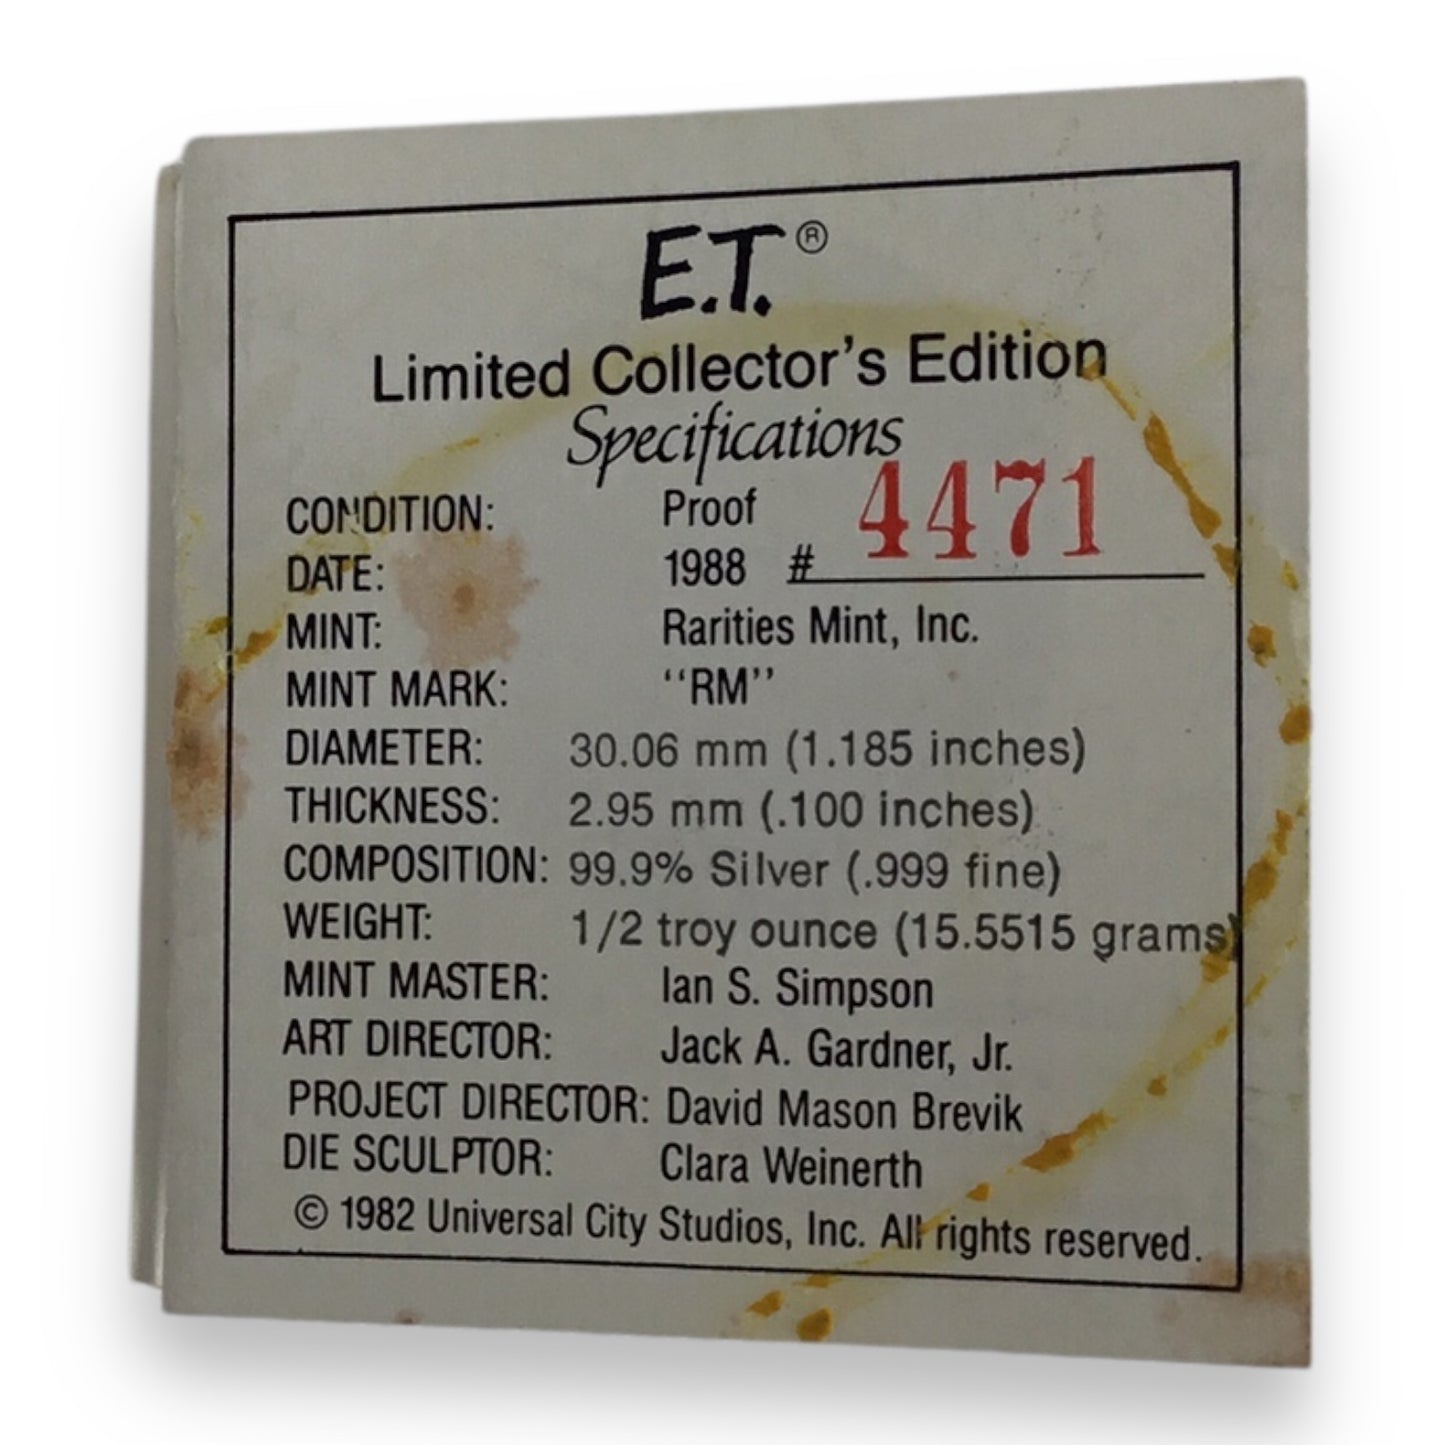 E.T.®
Limited Collector's Edition
Specifications
CONDITION: Proof
DATE: 1988 # 4471
MINT: Rarities Mint, Inc.
MINT MARK: "RM"
DIAMETER: 30.06 mm (1.185 inches)
THICKNESS: 2.95 mm (.100 inches)
COMPOSITION: 99.9% Silver (.999 fine)
WEIGHT: 1/2 troy ounce (15.5515 grams)
MINT MASTER: Ian S. Simpson
ART DIRECTOR: Jack A. Gardner, Jr.
PROJECT DIRECTOR: David Mason Brevik
DIE SCULPTOR: Clara Weinerth
© 1982 Universal City Studios, Inc. All rights reserved.